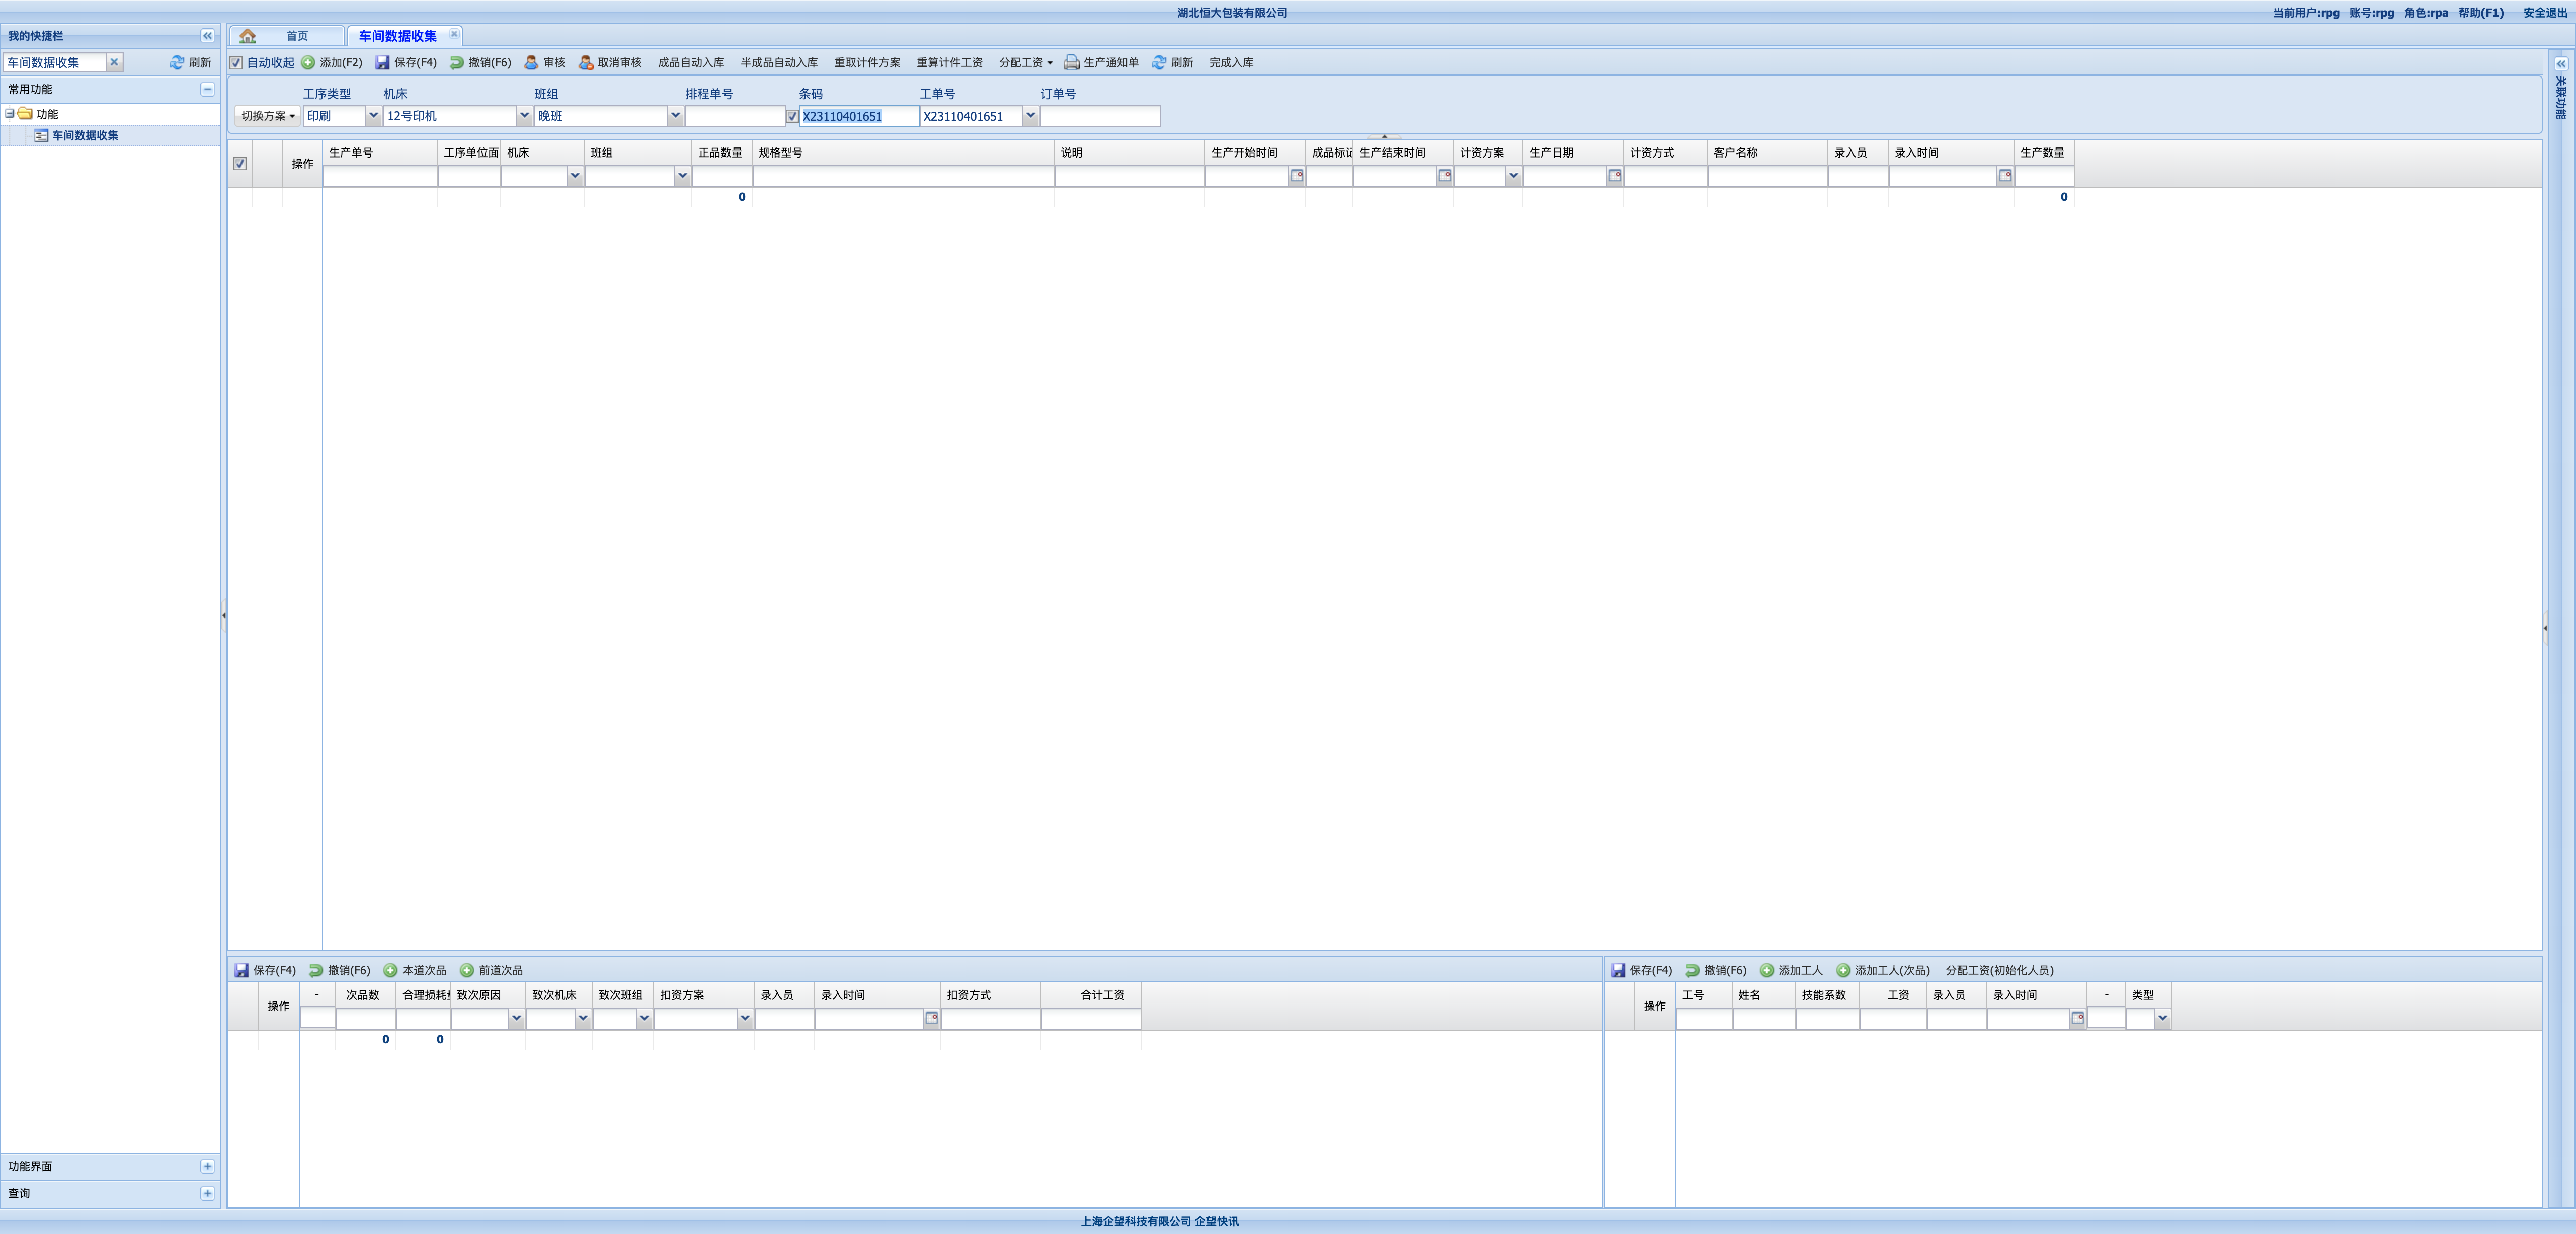 湖北恒大包装有限公司
当前用户:rpg 账号:rpg 角色:rpa 帮助(F1) 安全退出
我的快捷栏
首页 车间数据收集
车间数据收集 刷新
自动收起 添加(F2) 保存(F4) 撤销(F6) 审核 取消审核 成品自动入库 半成品自动入库 重取计件方案 重算计件工资 分配工资 生产通知单 刷新 完成入库
关联功能
常用功能
功能
车间数据收集
工序类型 机床 班组 排程单号 条码 工单号 订单号
切换方案 印刷 12号印机 晚班 X23110401651 X23110401651
操作 生产单号 工序单位面 机床 班组 正品数量 规格型号 说明 生产开始时间 成品标记 生产结束时间 计资方案 生产日期 计资方式 客户名称 录入员 录入时间 生产数量
0 0
保存(F4) 撤销(F6) 本道次品 前道次品
操作 - 次品数 合理损耗 致次原因 致次机床 致次班组 扣资方案 录入员 录入时间 扣资方式 合计工资
0 0
保存(F4) 撤销(F6) 添加工人 添加工人(次品) 分配工资(初始化人员)
操作 工号 姓名 技能系数 工资 录入员 录入时间 - 类型
功能界面
查询
上海企望科技有限公司 企望快讯